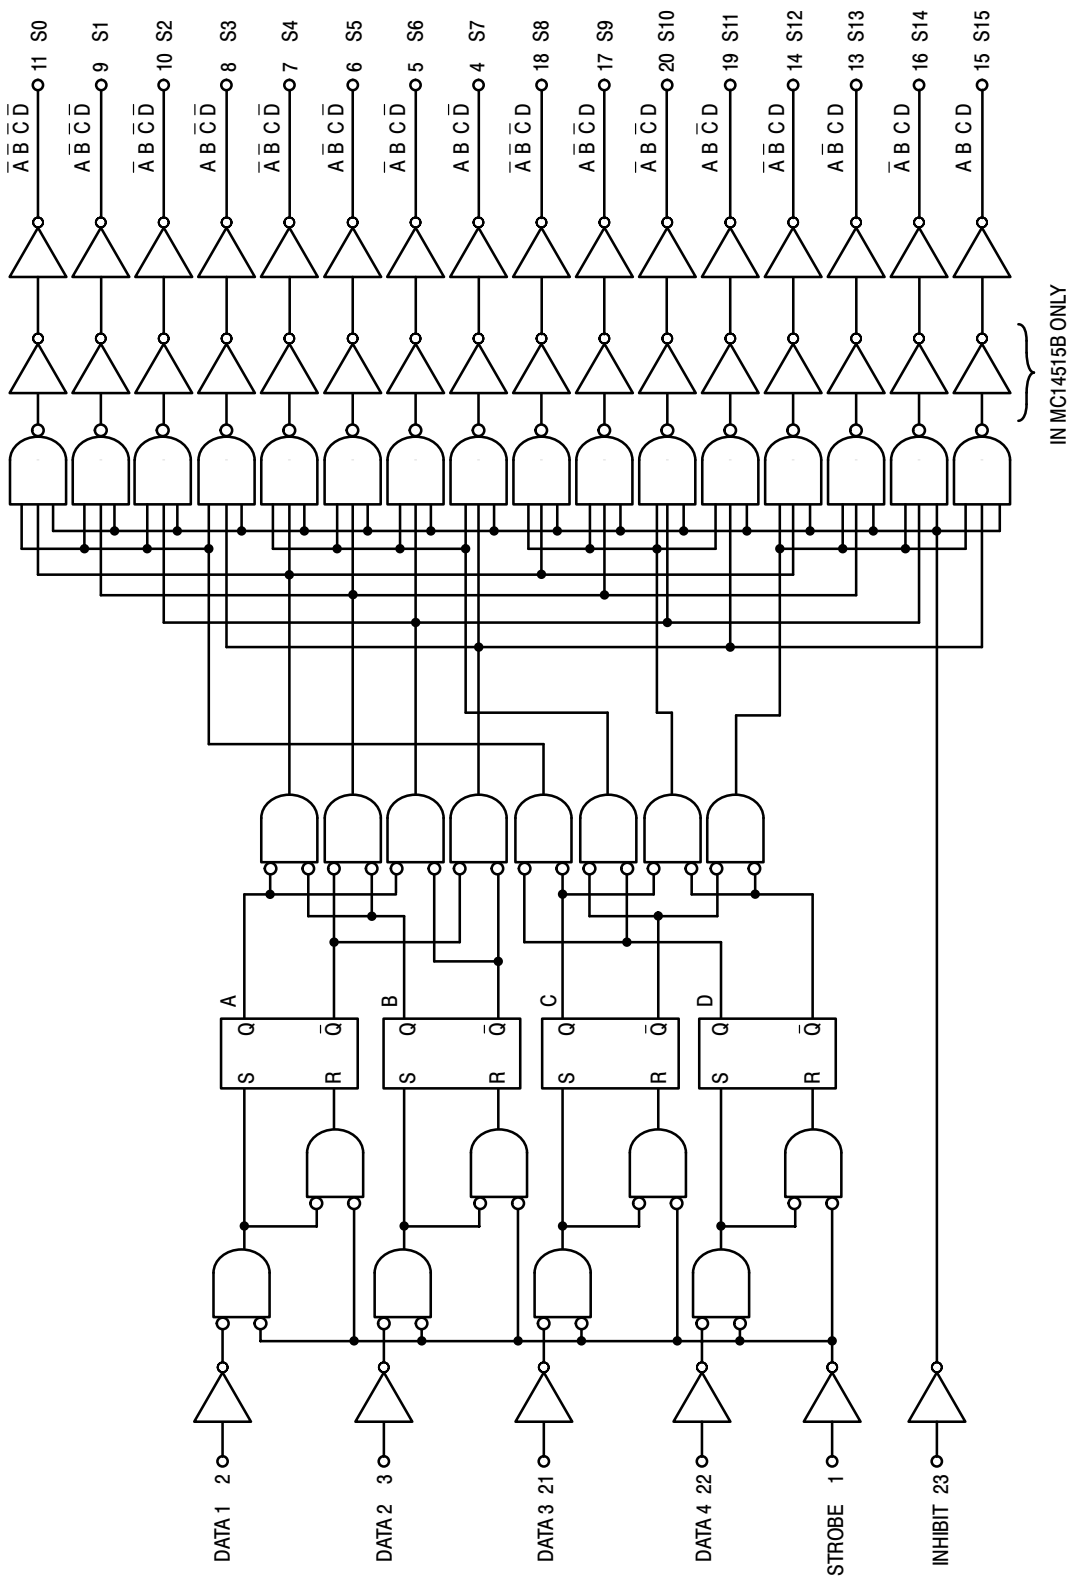 DATA 1 2
DATA 2 3
DATA 3 21
DATA 4 22
STROBE 1
INHIBIT 23
S Q A
R Q̅
S Q B
R Q̅
S Q C
R Q̅
S Q D
R Q̅
A̅ B̅ C̅ D̅ 11 S0
A B̅ C̅ D̅ 9 S1
A̅ B C̅ D̅ 10 S2
A B C̅ D̅ 8 S3
A̅ B̅ C D̅ 7 S4
A B̅ C D̅ 6 S5
A̅ B C D̅ 5 S6
A B C D̅ 4 S7
A̅ B̅ C̅ D 18 S8
A B̅ C̅ D 17 S9
A̅ B C̅ D 20 S10
A B C̅ D 19 S11
A̅ B̅ C D 14 S12
A B̅ C D 13 S13
A̅ B C D 16 S14
A B C D 15 S15
IN MC14515B ONLY